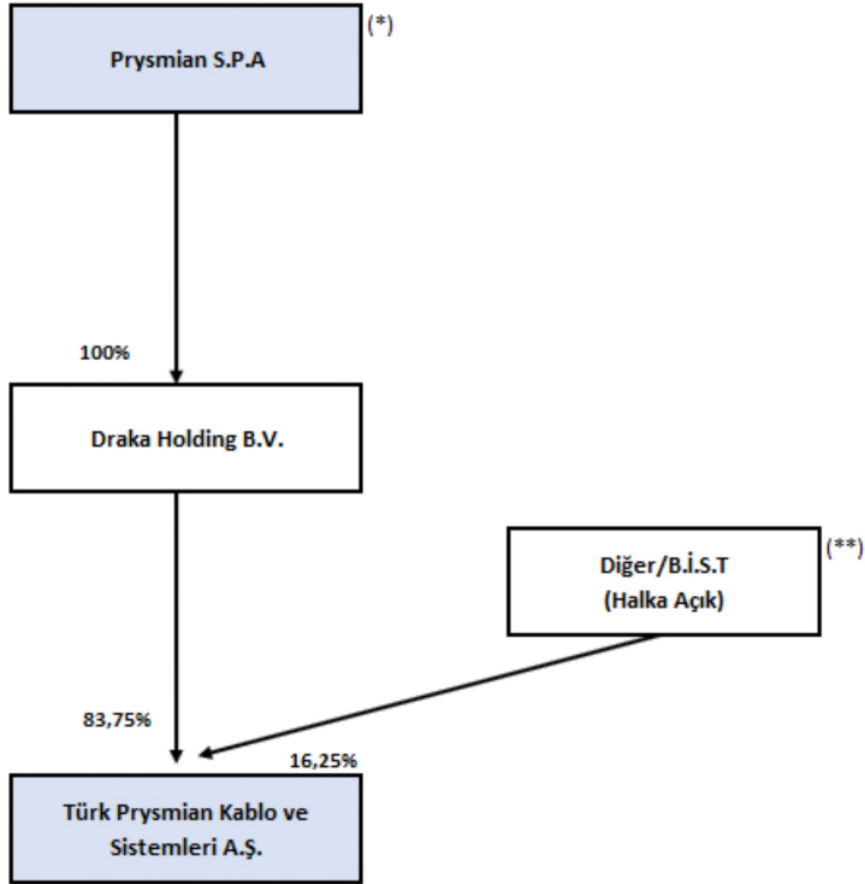 Prysmian S.P.A
(*)
100%
Draka Holding B.V.
Diğer/B.İ.S.T
(Halka Açık)
(**)
83,75%
16,25%
Türk Prysmian Kablo ve
Sistemleri A.Ş.